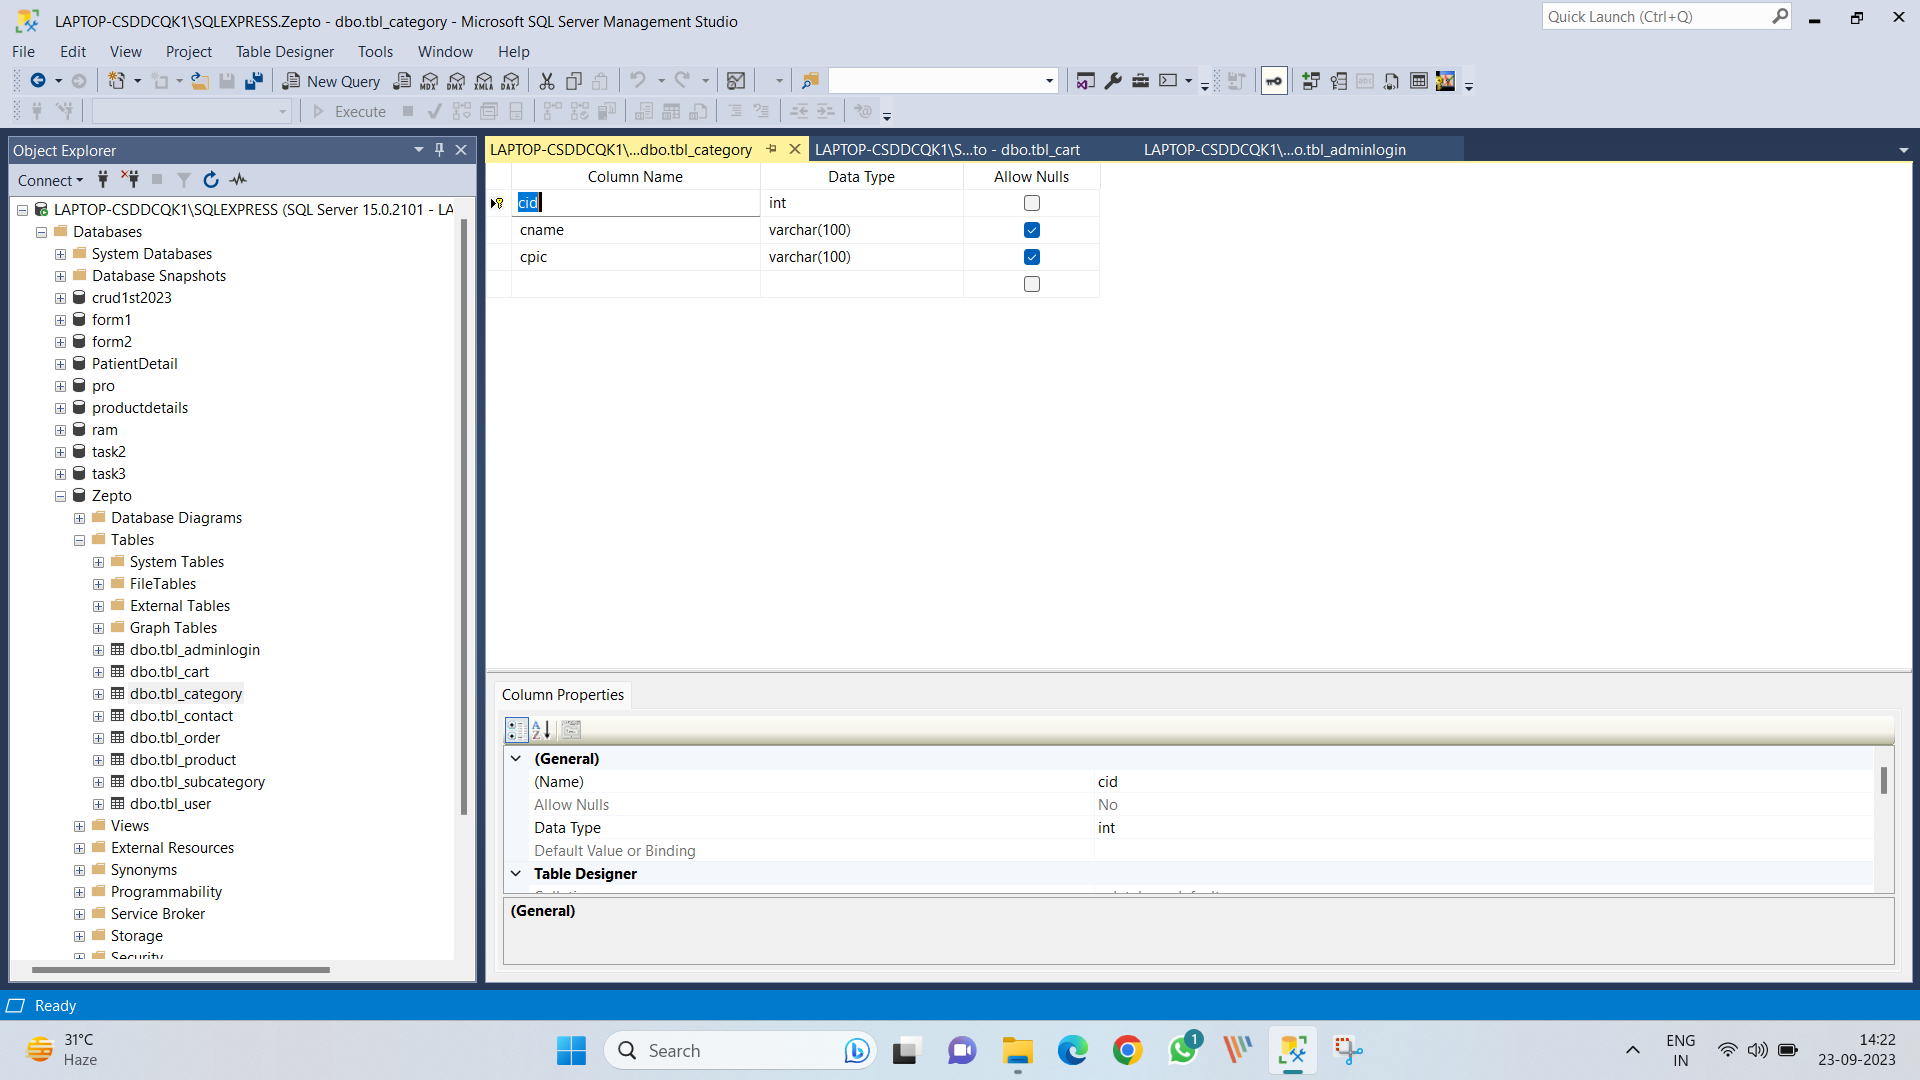 LAPTOP-CSDDCQK1\SQLEXPRESS.Zepto - dbo.tbl_category - Microsoft SQL Server Management Studio
Quick Launch (Ctrl+Q)
File Edit View Project Table Designer Tools Window Help
New Query MDX DMX XMLA DAX
Execute
Object Explorer
Connect
LAPTOP-CSDDCQK1\SQLEXPRESS (SQL Server 15.0.2101 - LA
Databases
System Databases
Database Snapshots
crud1st2023
form1
form2
PatientDetail
pro
productdetails
ram
task2
task3
Zepto
Database Diagrams
Tables
System Tables
FileTables
External Tables
Graph Tables
dbo.tbl_adminlogin
dbo.tbl_cart
dbo.tbl_category
dbo.tbl_contact
dbo.tbl_order
dbo.tbl_product
dbo.tbl_subcategory
dbo.tbl_user
Views
External Resources
Synonyms
Programmability
Service Broker
Storage
Security
LAPTOP-CSDDCQK1\...dbo.tbl_category LAPTOP-CSDDCQK1\S...to - dbo.tbl_cart LAPTOP-CSDDCQK1\...o.tbl_adminlogin
Column Name Data Type Allow Nulls
cid int
cname varchar(100)
cpic varchar(100)
Column Properties
(General)
(Name) cid
Allow Nulls No
Data Type int
Default Value or Binding
Table Designer
(General)
Ready
31°C
Haze
Search
1
ENG
IN
14:22
23-09-2023